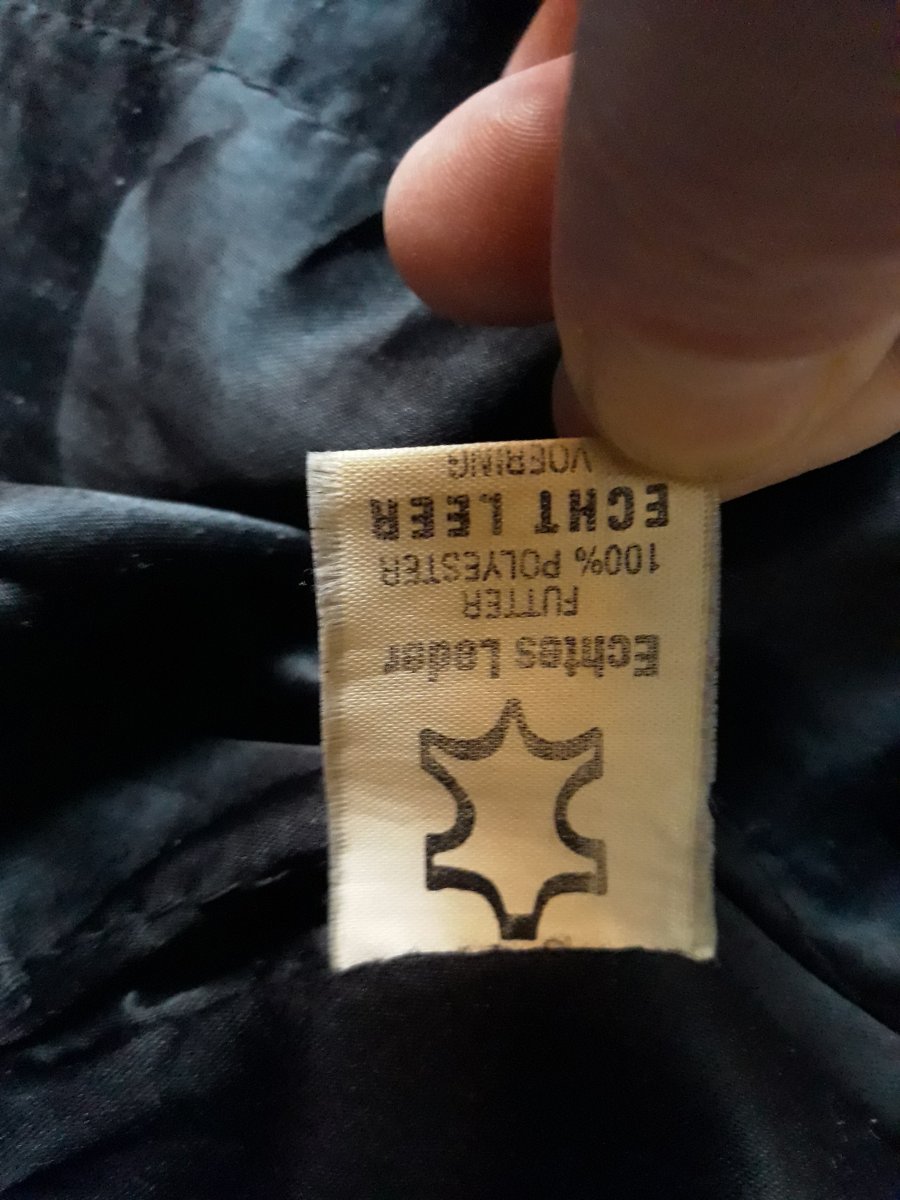 Echtes Leder
FUTTER
100% POLYESTER
ECHT LEER
VOERING